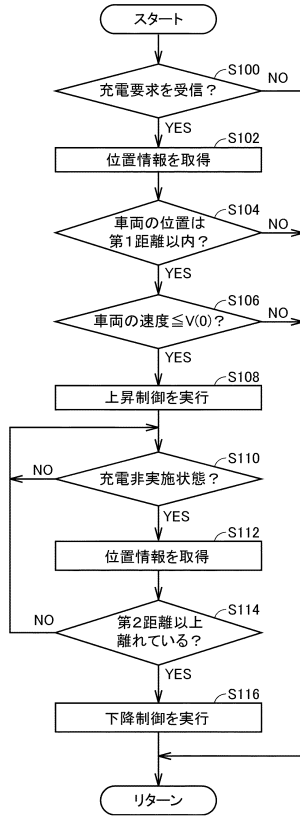 スタート
S100
充電要求を受信？
NO
YES
S102
位置情報を取得
S104
車両の位置は
第1距離以内？
NO
YES
S106
車両の速度≦V(0)？
NO
YES
S108
上昇制御を実行
S110
NO
充電非実施状態？
YES
S112
位置情報を取得
S114
第2距離以上
離れている？
NO
YES
S116
下降制御を実行
リターン